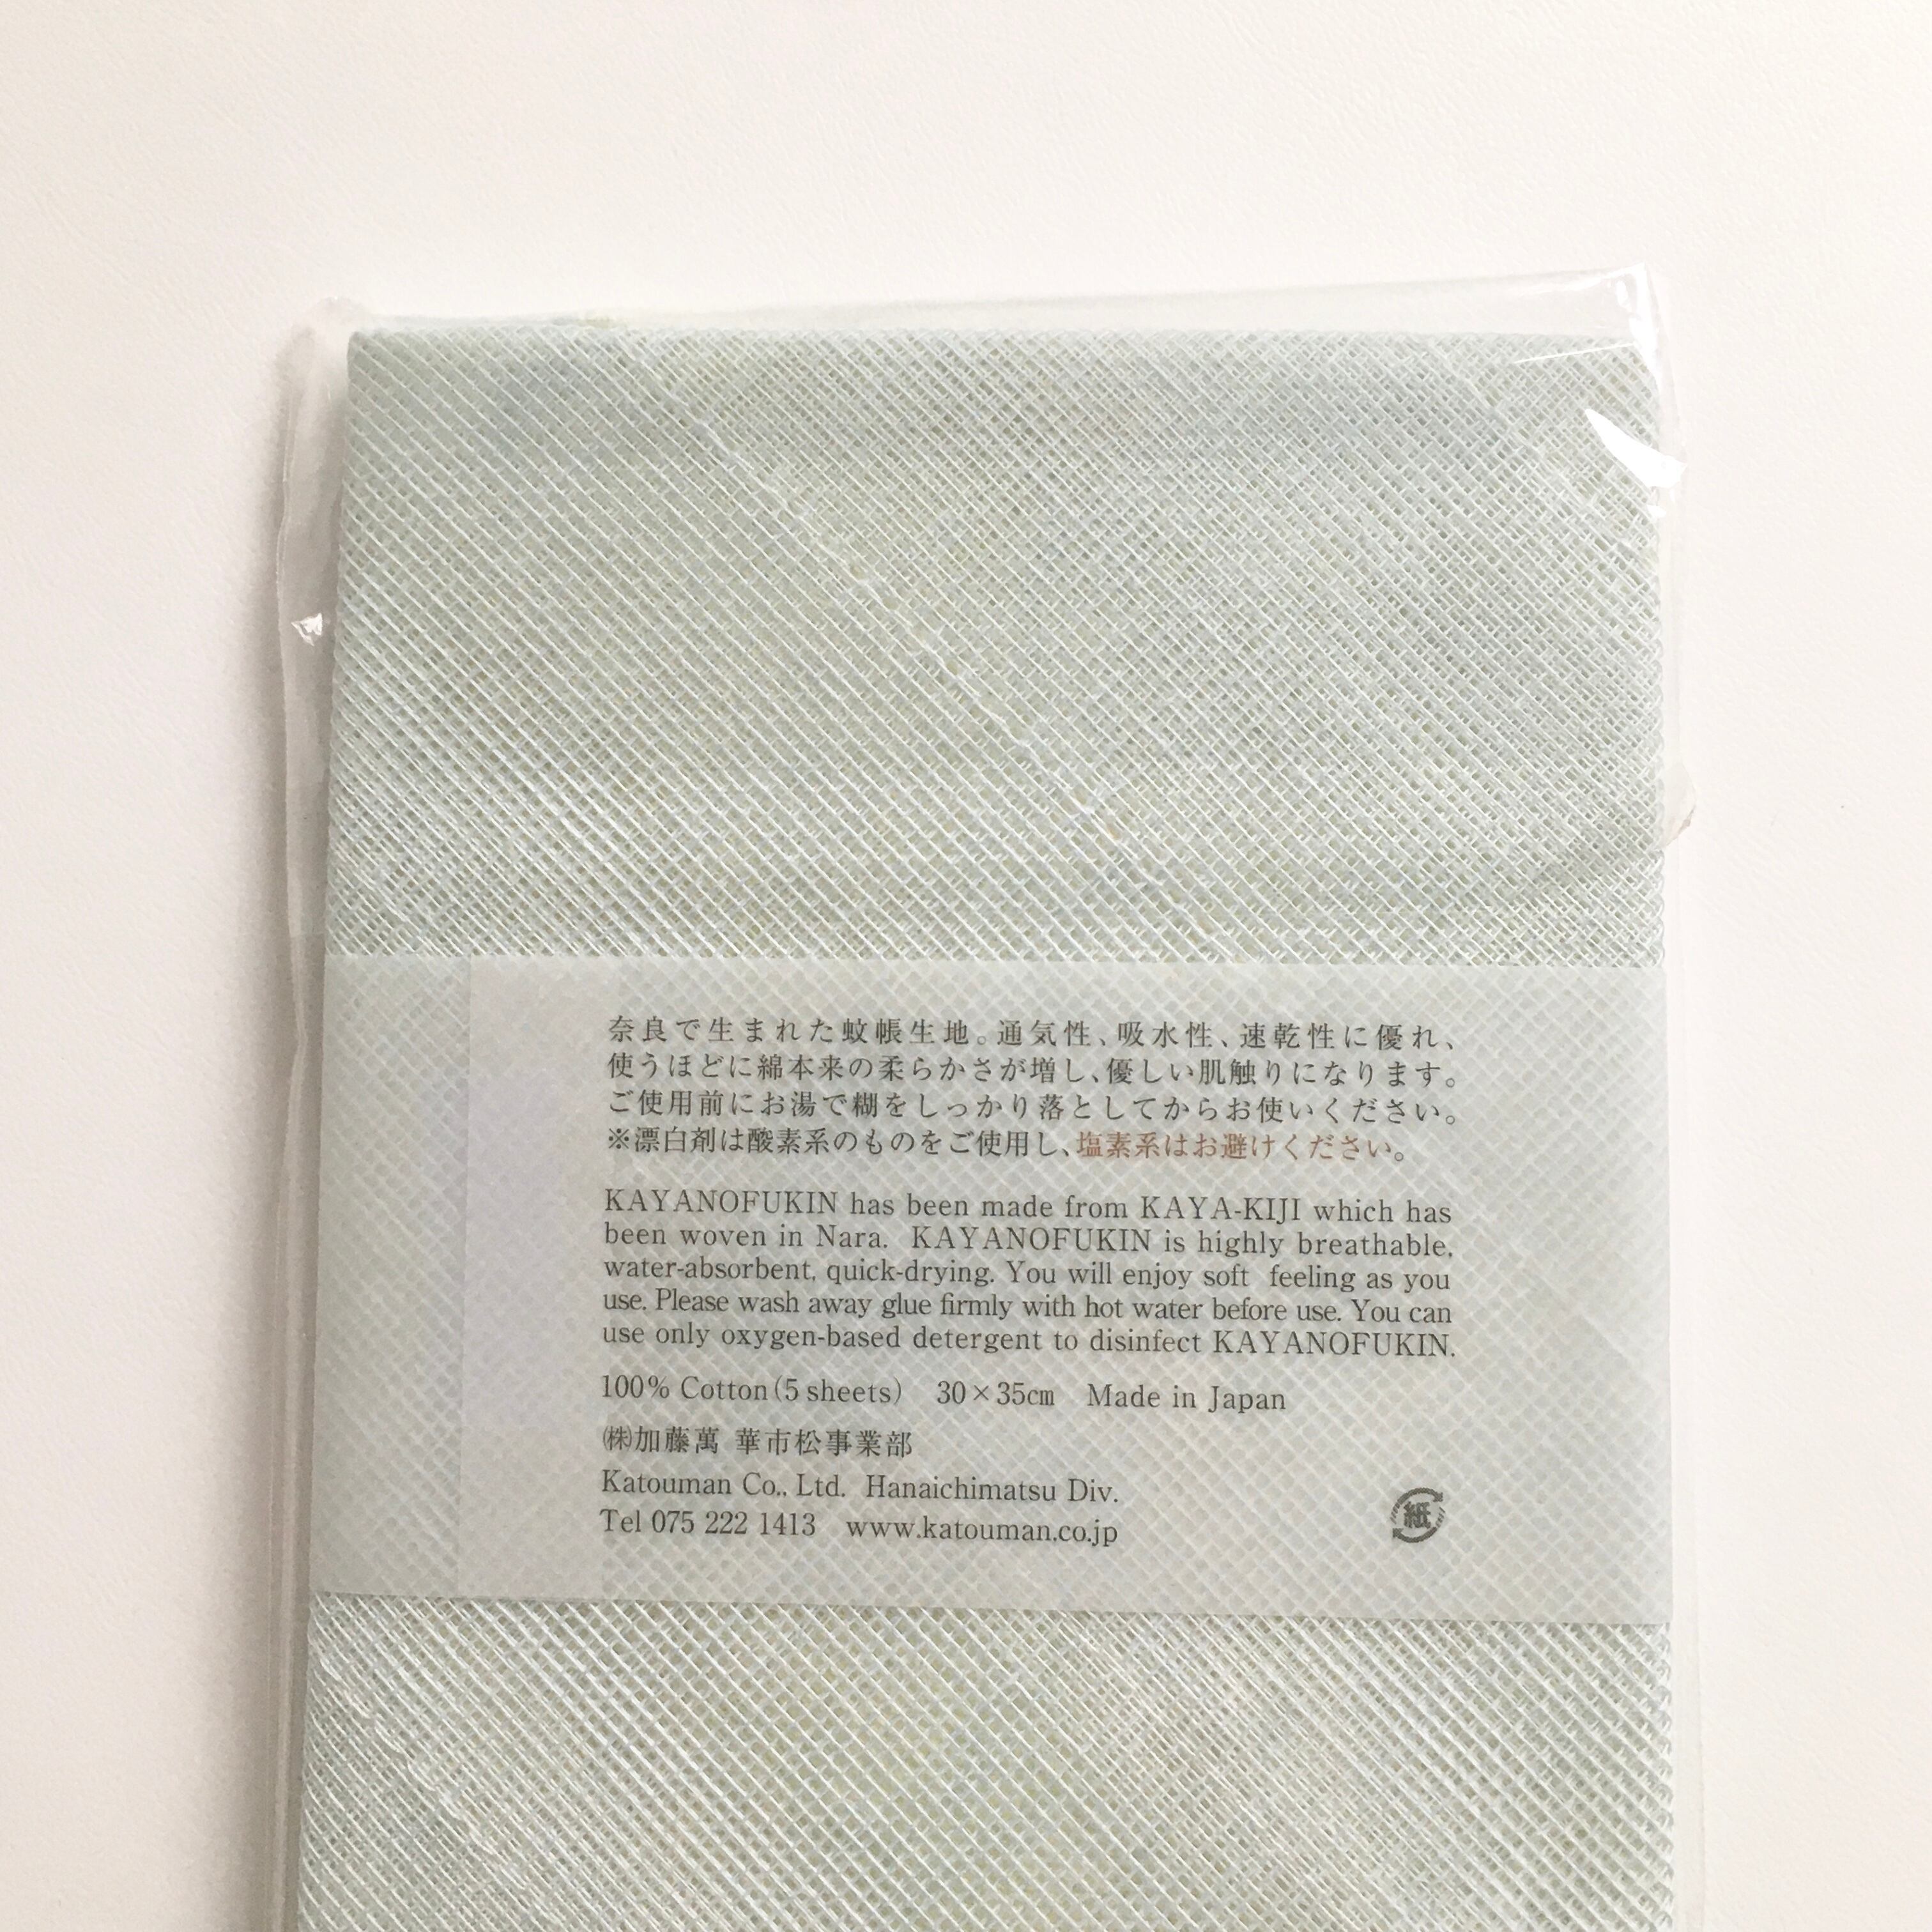 奈良で生まれた蚊帳生地。通気性、吸水性、速乾性に優れ、
使うほどに綿本来の柔らかさが増し、優しい肌触りになります。
ご使用前にお湯で糊をしっかり落としてからお使いください。
※漂白剤は酸素系のものをご使用し、塩素系はお避けください。
KAYANOFUKIN has been made from KAYA-KIJI which has
been woven in Nara. KAYANOFUKIN is highly breathable,
water-absorbent, quick-drying. You will enjoy soft feeling as you
use. Please wash away glue firmly with hot water before use. You can
use only oxygen-based detergent to disinfect KAYANOFUKIN.
100% Cotton(5 sheets) 30×35㎝ Made in Japan
㈱加藤萬 華市松事業部
Katouman Co., Ltd. Hanaichimatsu Div.
Tel 075 222 1413 www.katouman.co.jp
紙